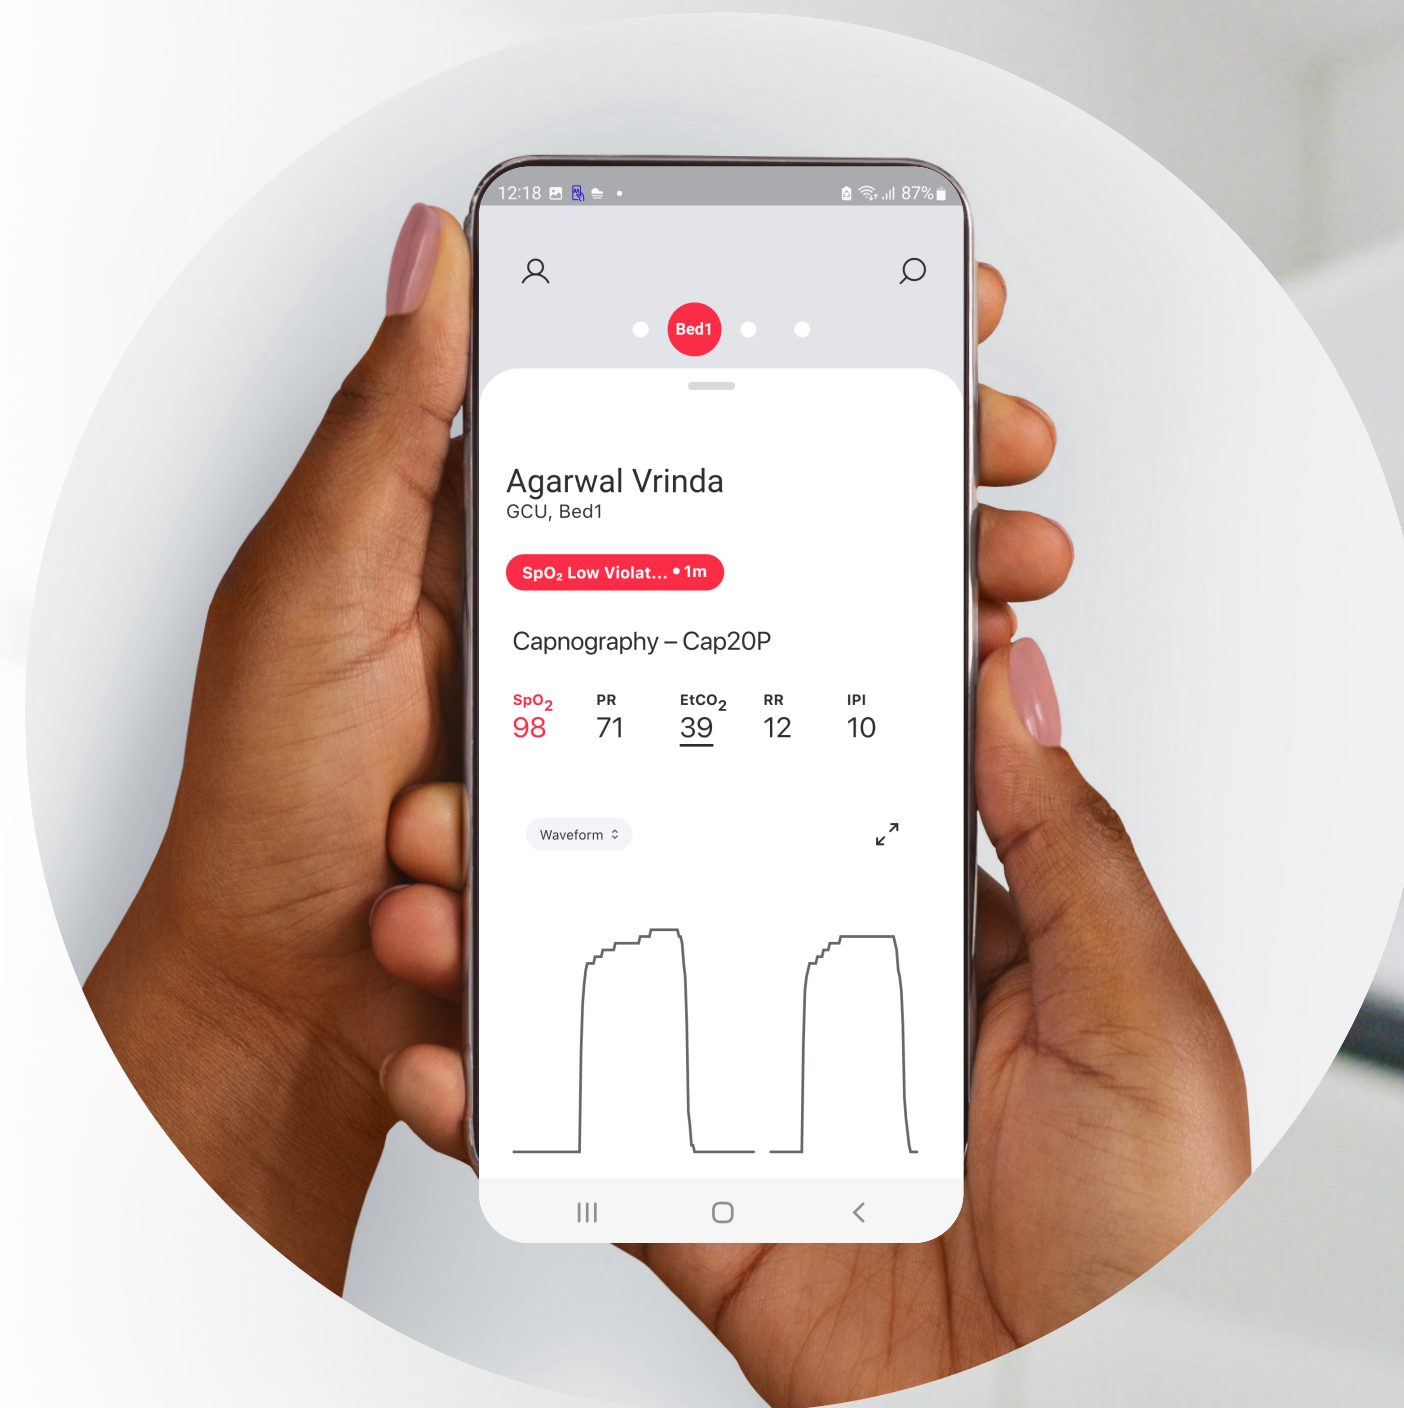 12:18 87%
Bed1
Agarwal Vrinda
GCU, Bed1
SpO₂ Low Violat... • 1m
Capnography – Cap20P
SpO₂ PR EtCO₂ RR IPI
98 71 39 12 10
Waveform